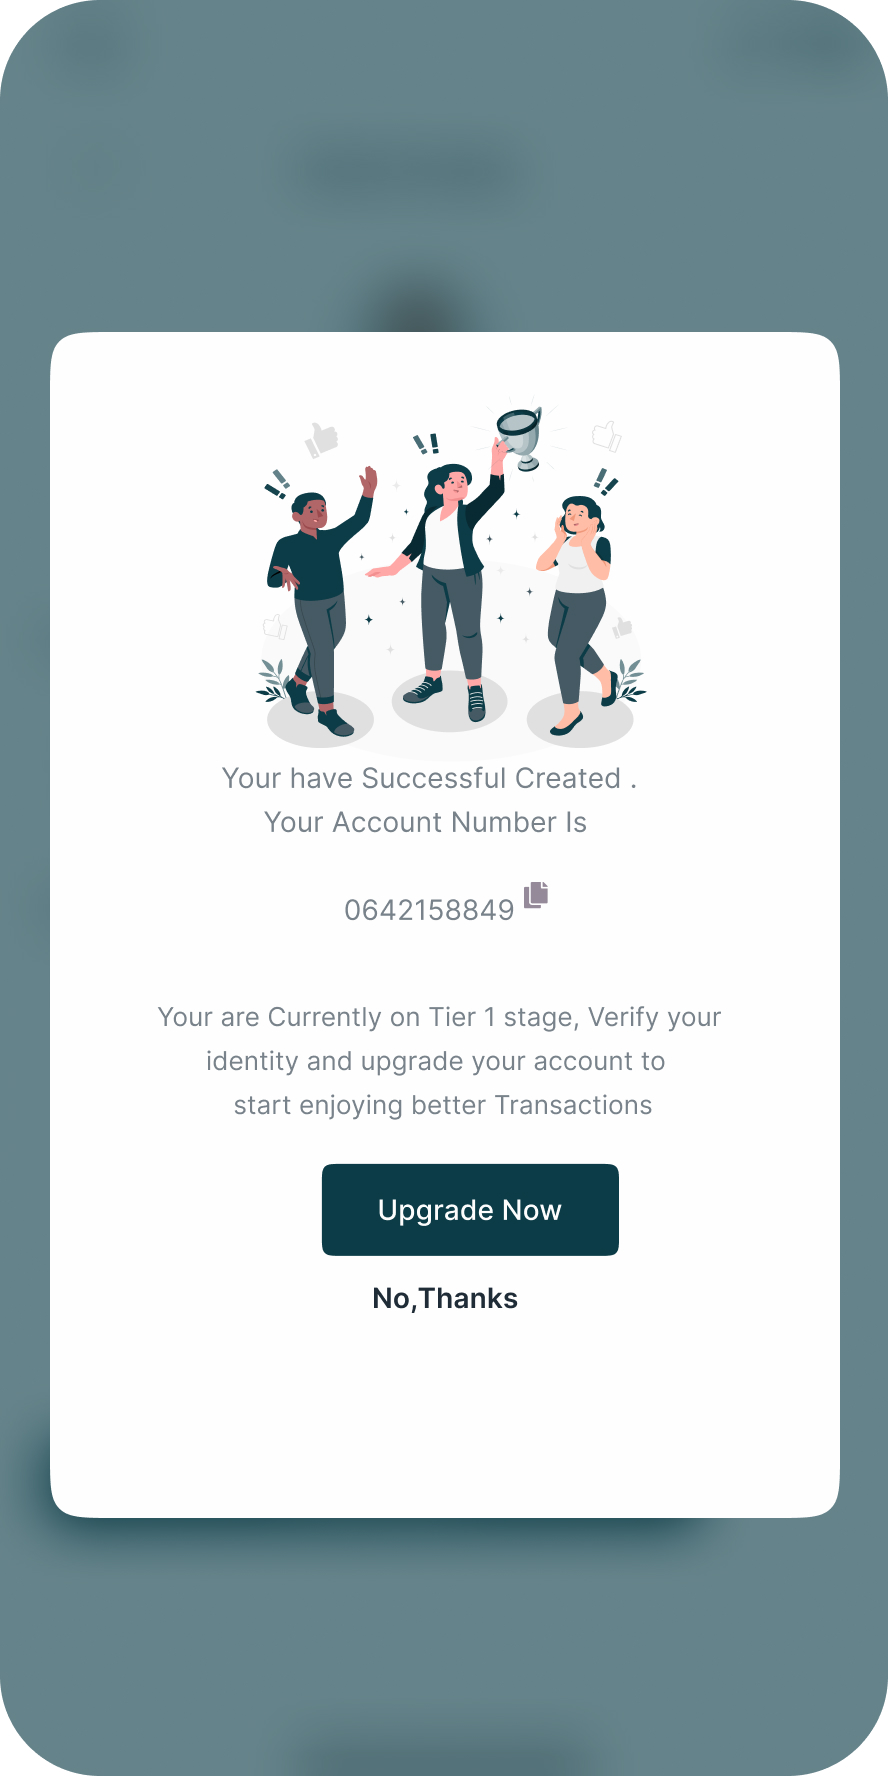 Your have Successful Created .
Your Account Number Is
0642158849
Your are Currently on Tier 1 stage, Verify your
identity and upgrade your account to
start enjoying better Transactions
Upgrade Now
No,Thanks